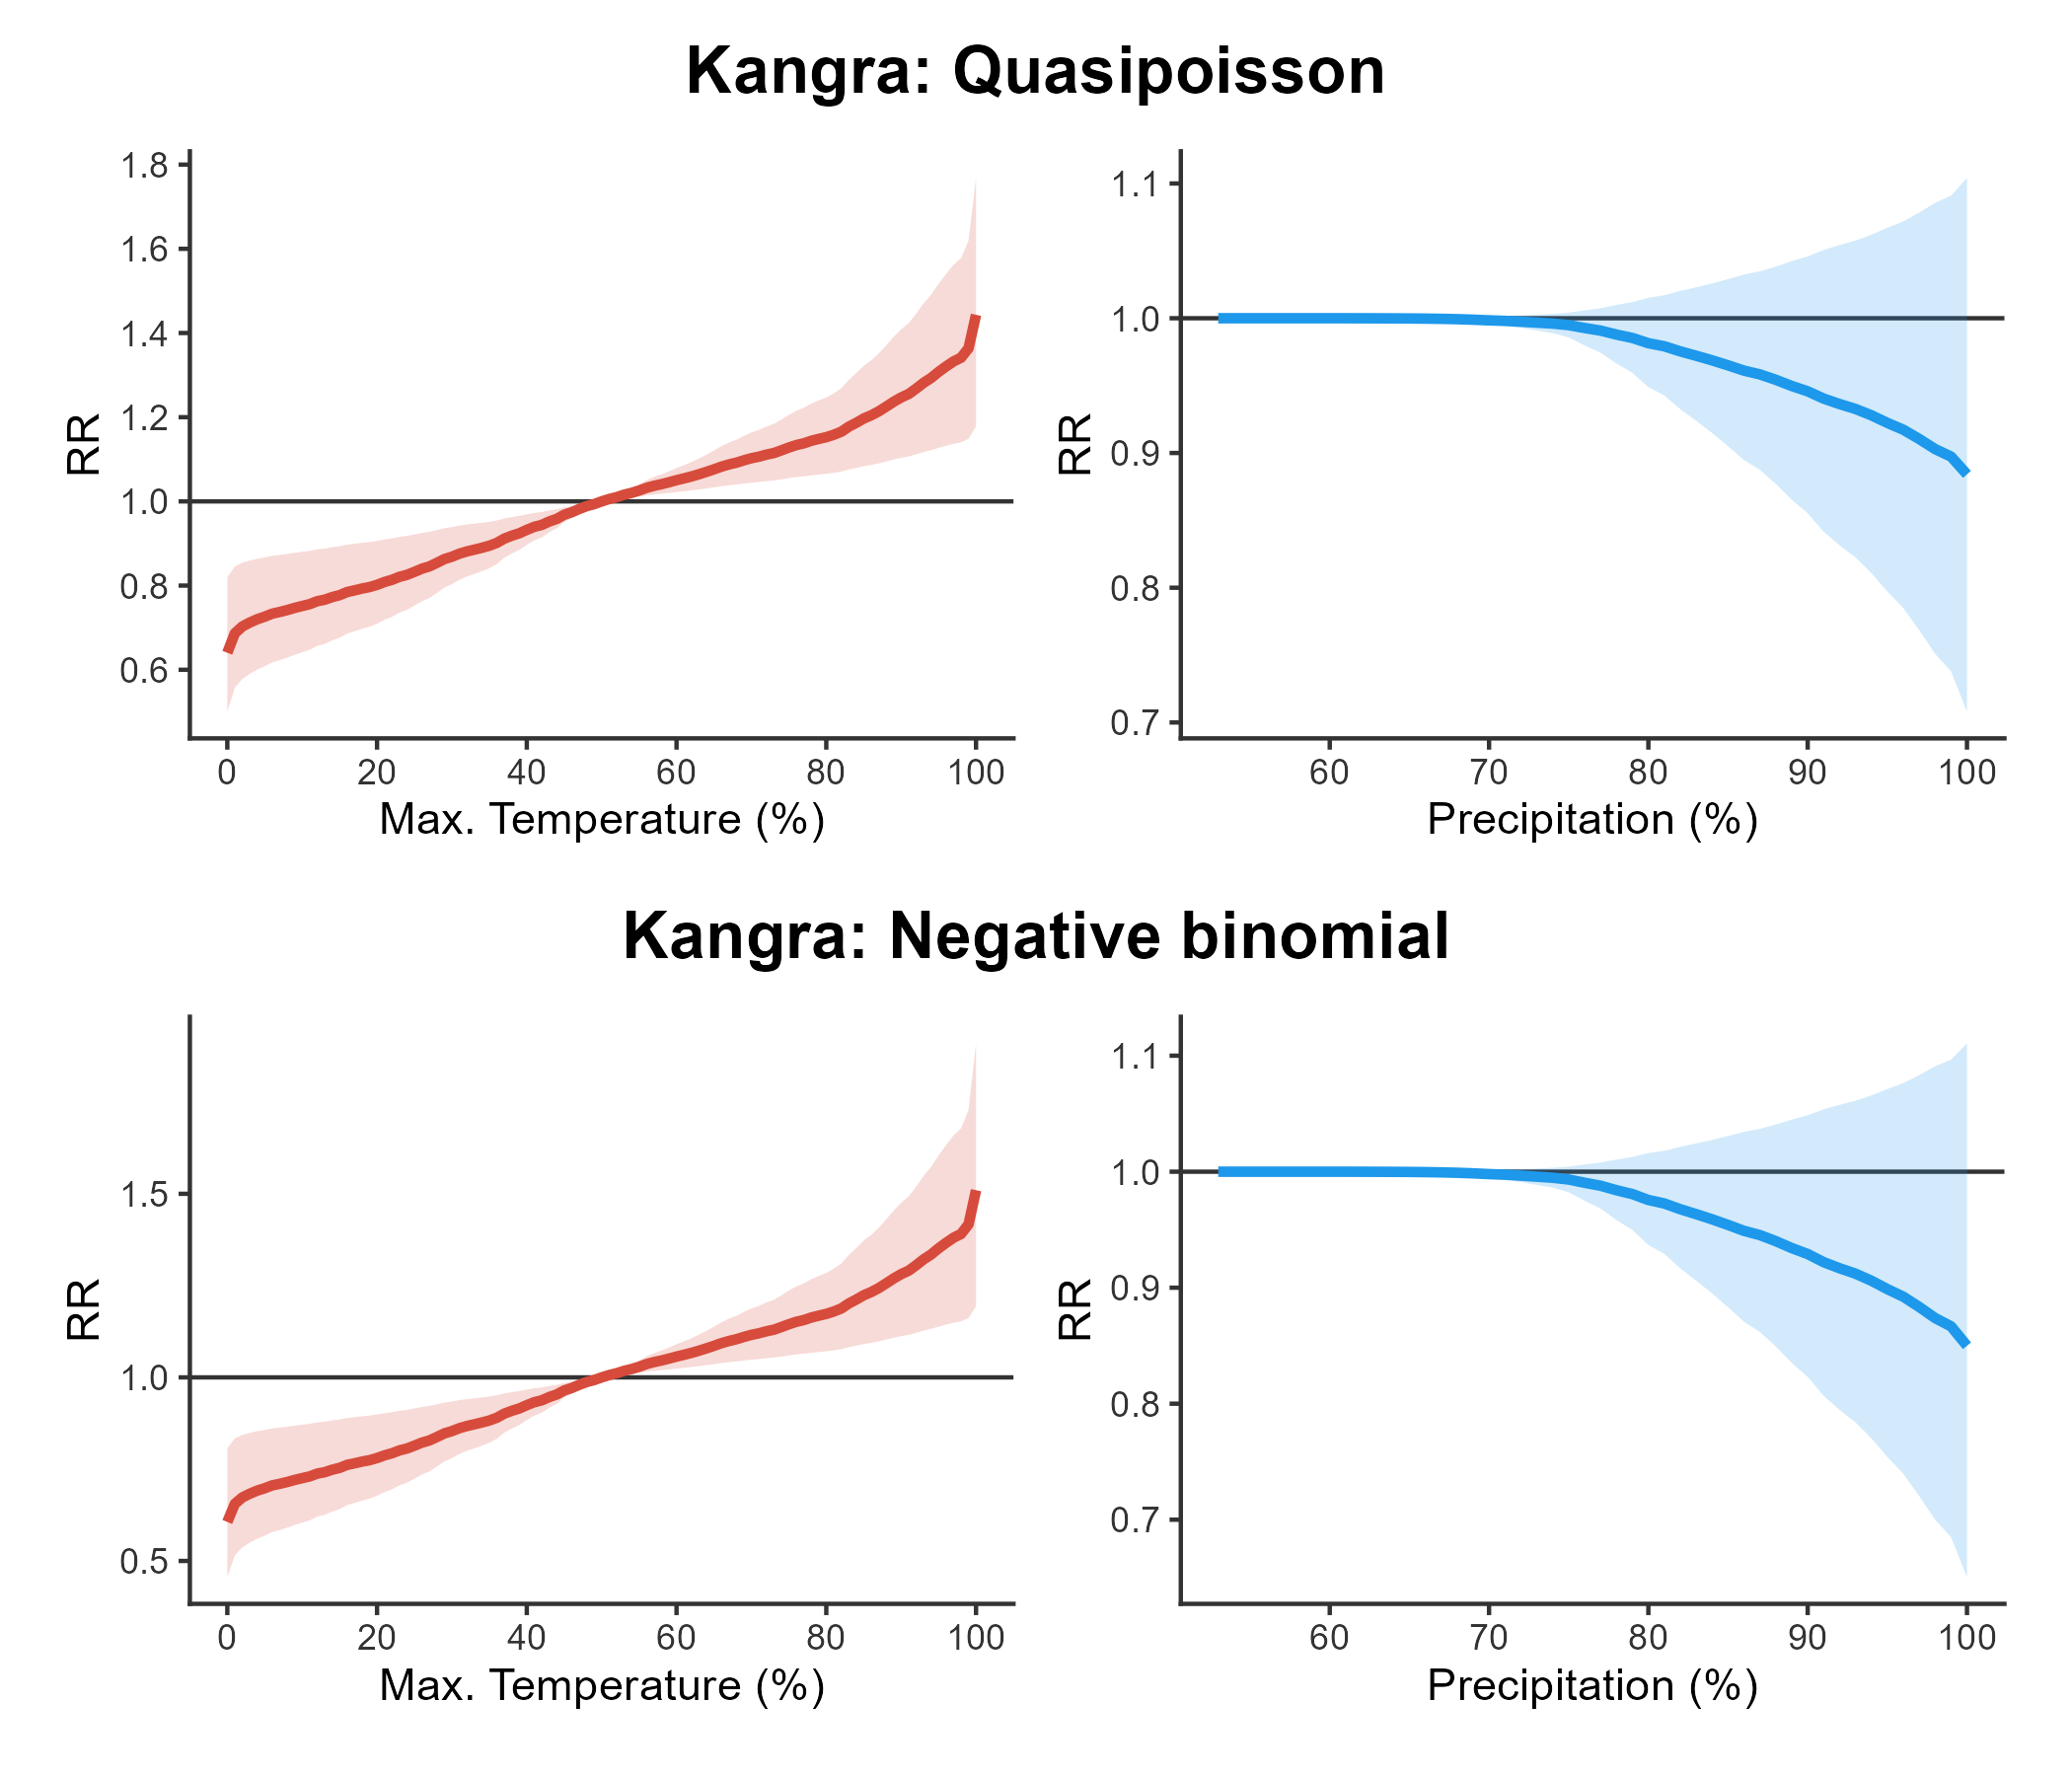 Kangra: Quasipoisson
1.8
1.6
1.4
1.2
1.0
0.8
0.6
RR
0 20 40 60 80 100
Max. Temperature (%)
1.1
1.0
0.9
0.8
0.7
RR
60 70 80 90 100
Precipitation (%)
Kangra: Negative binomial
1.5
1.0
0.5
RR
0 20 40 60 80 100
Max. Temperature (%)
1.1
1.0
0.9
0.8
0.7
RR
60 70 80 90 100
Precipitation (%)